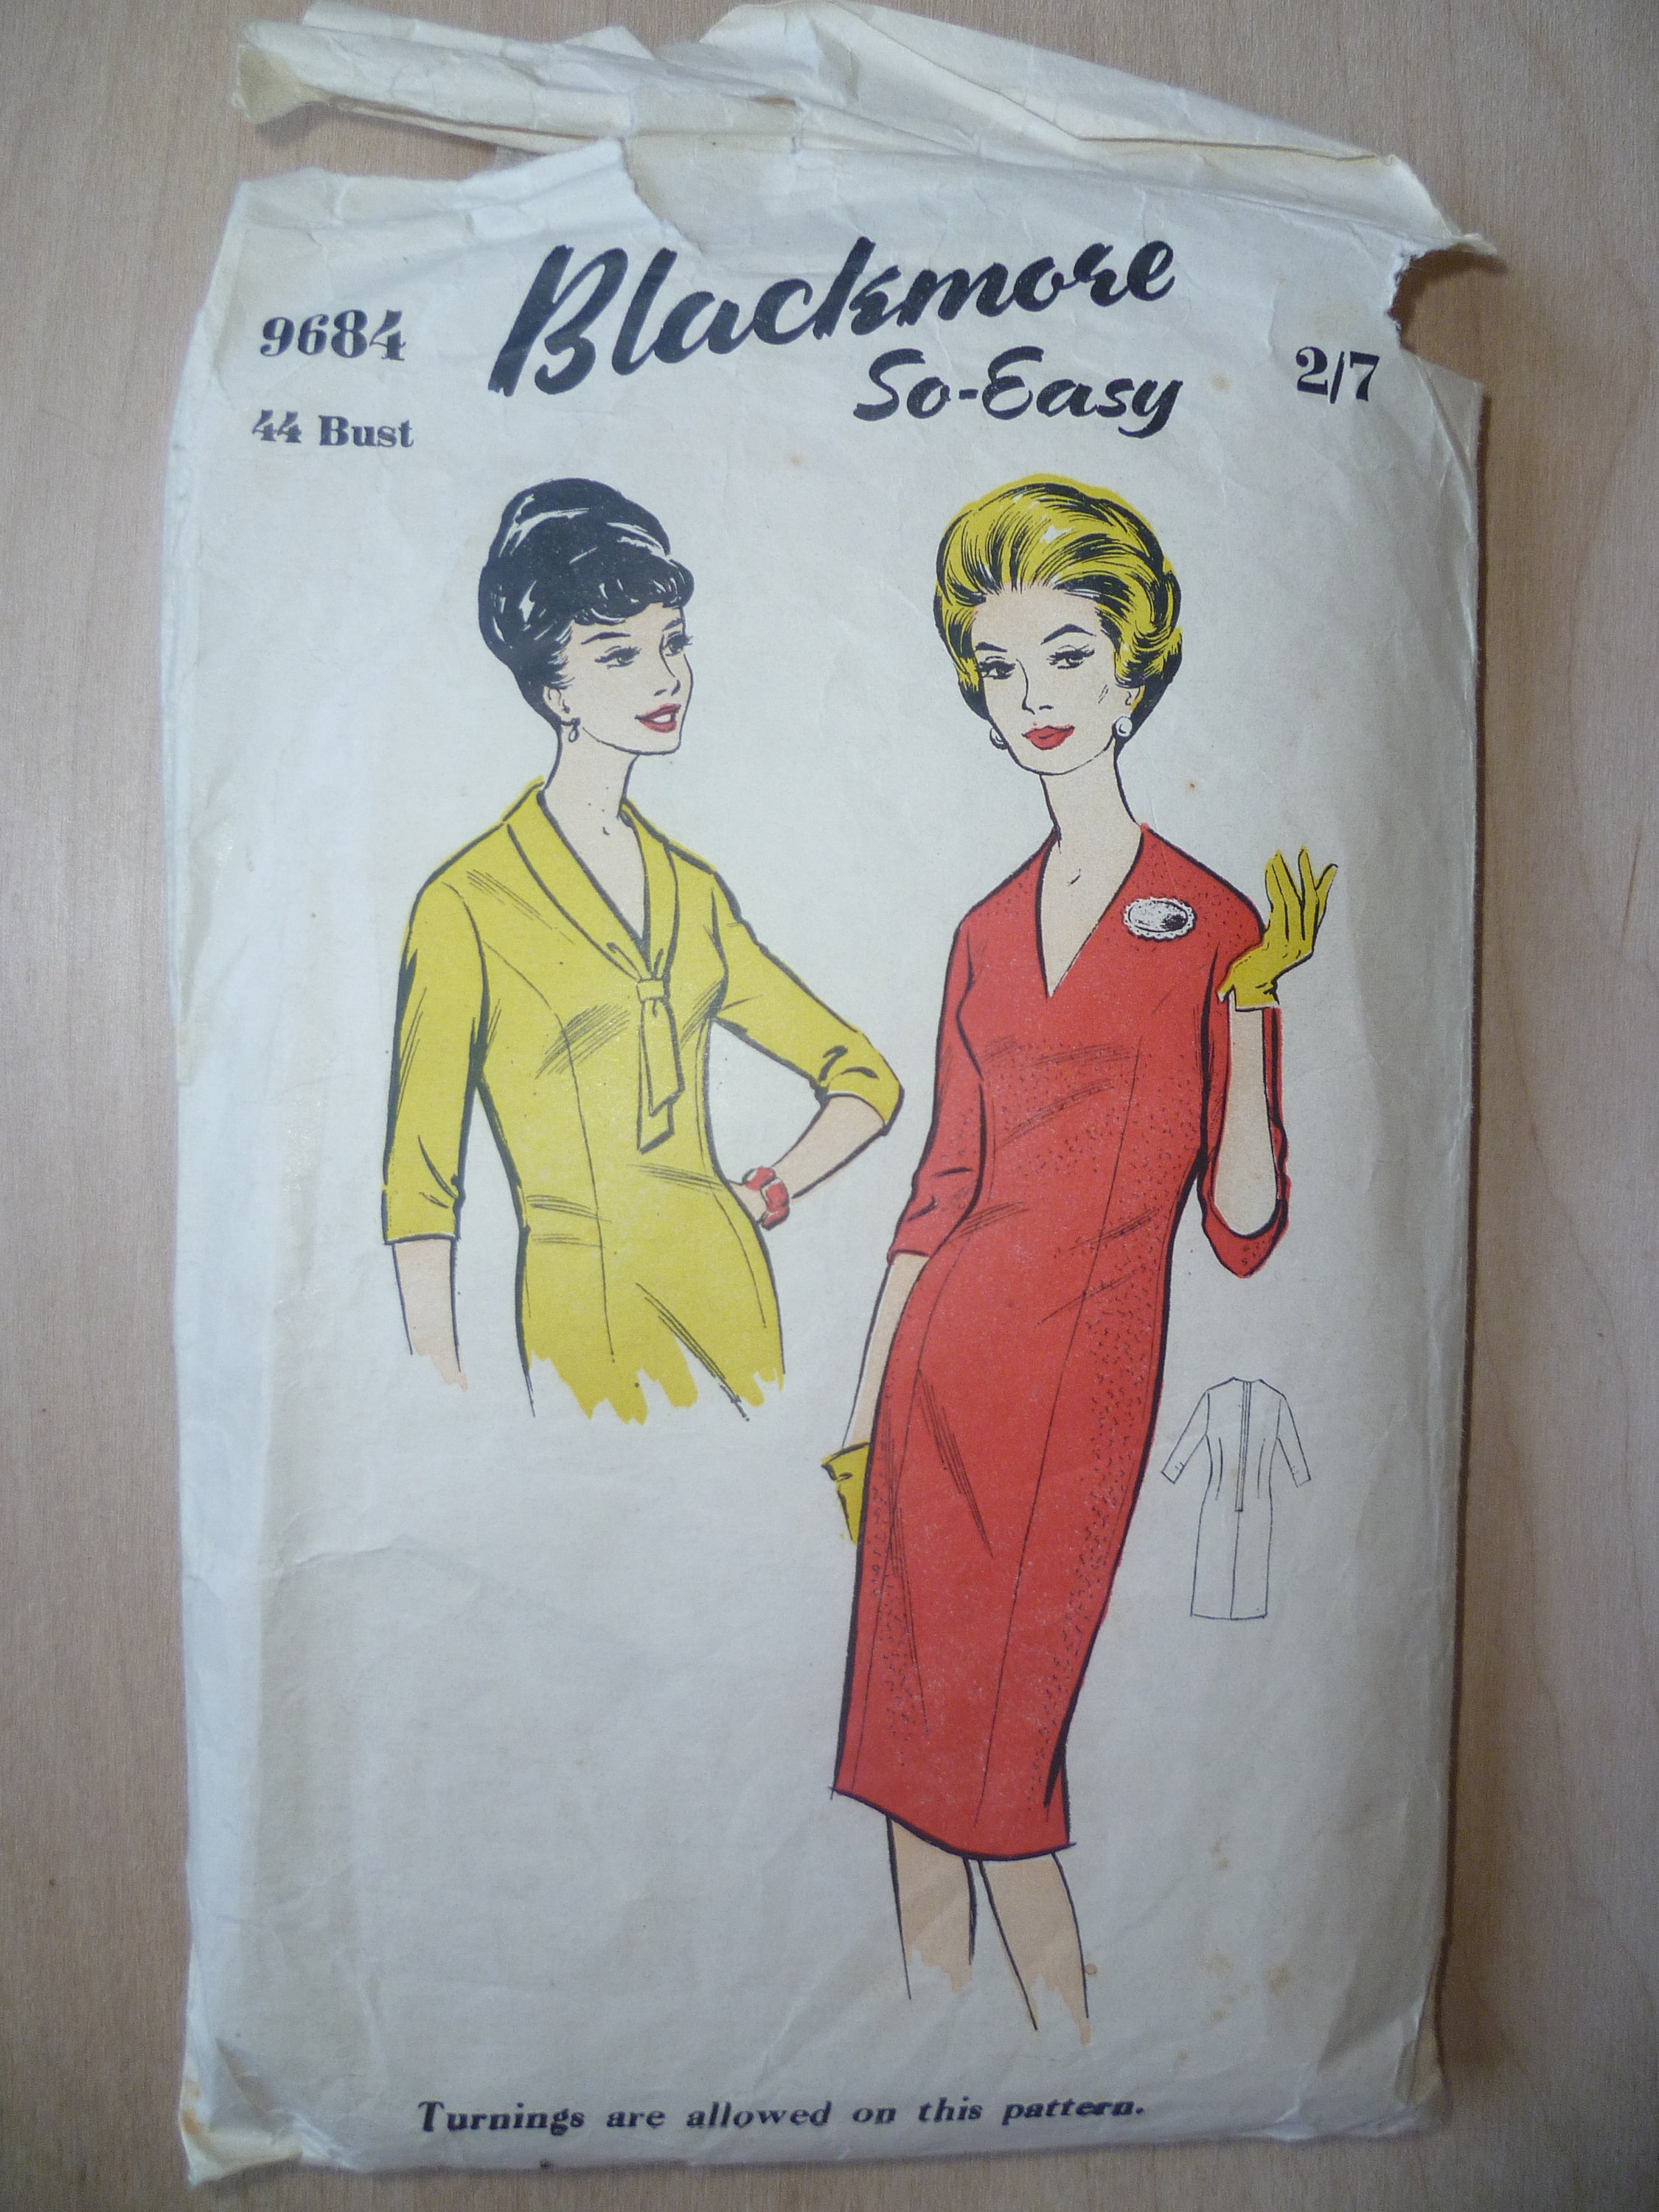 9684
Blackmore
So-Easy
2/7
44 Bust
Turnings are allowed on this pattern.